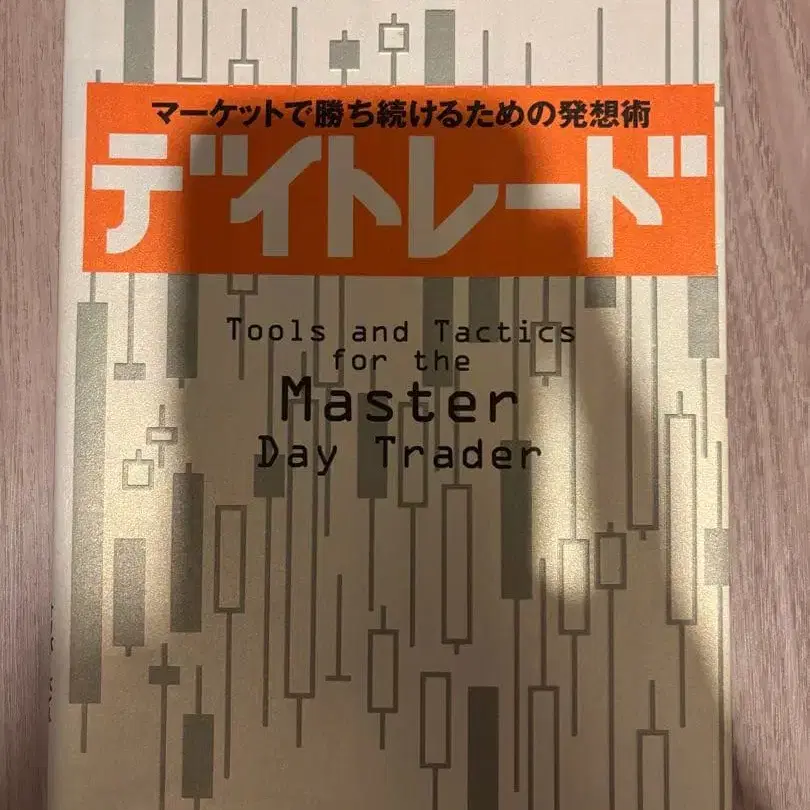 マーケットで勝ち続けるための発想術
デイトレード
Tools and Tactics
for the
Master
Day Trader